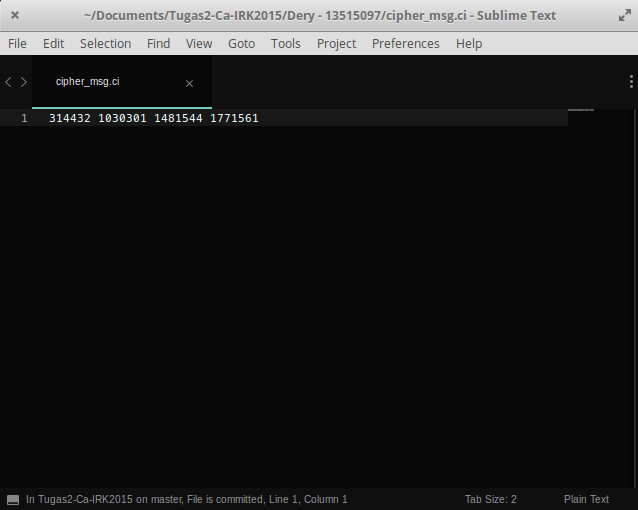 ~/Documents/Tugas2-Ca-IRK2015/Dery - 13515097/cipher_msg.ci - Sublime Text
File Edit Selection Find View Goto Tools Project Preferences Help
cipher_msg.ci
1 314432 1030301 1481544 1771561
In Tugas2-Ca-IRK2015 on master, File is committed, Line 1, Column 1 Tab Size: 2 Plain Text